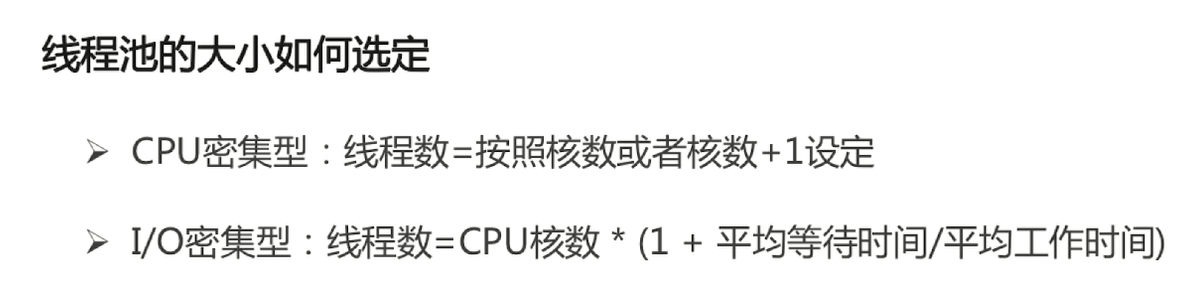 线程池的大小如何选定
➢ CPU密集型：线程数=按照核数或者核数+1设定
➢ I/O密集型：线程数=CPU核数 * (1 + 平均等待时间/平均工作时间)